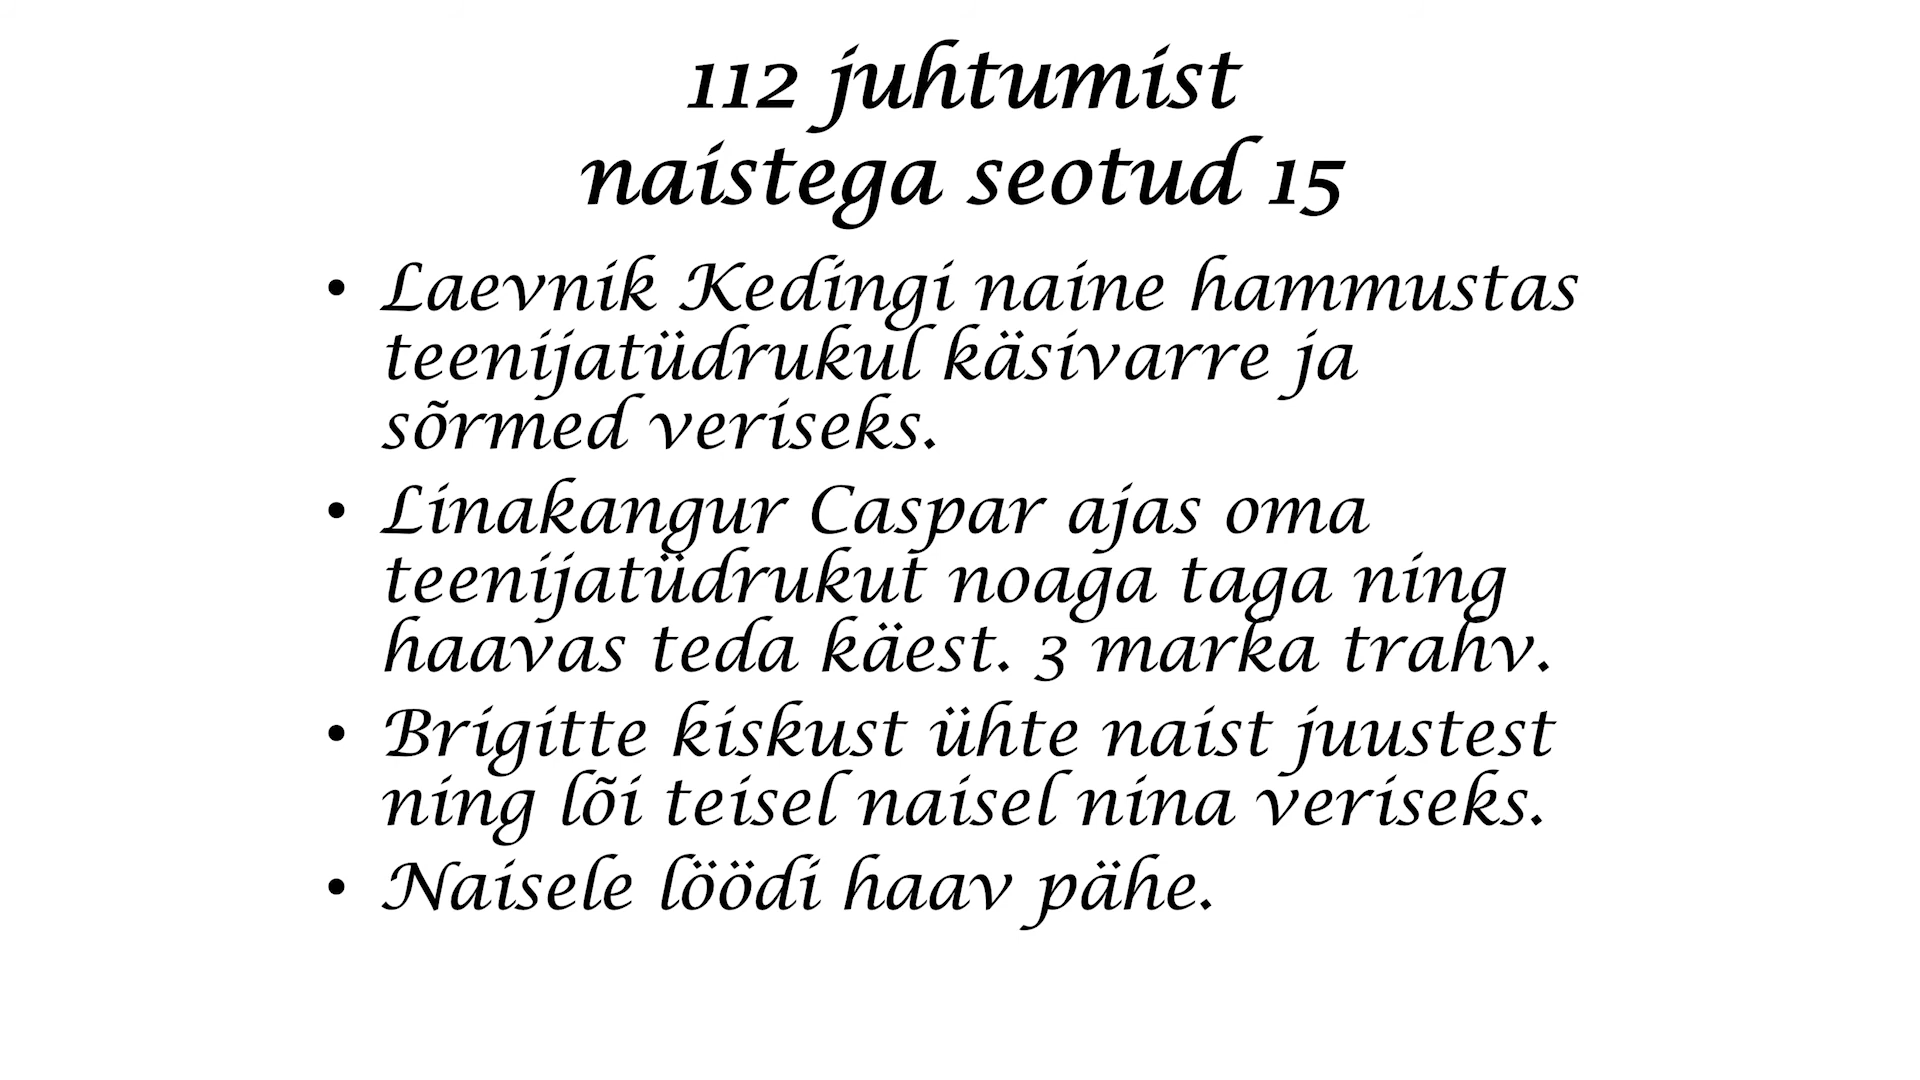 112 juhtumist
naistega seotud 15
• Laevnik Kedingi naine hammustas
teenijatüdrukul käsivarre ja
sõrmed veriseks.
• Linakangur Caspar ajas oma
teenijatüdrukut noaga taga ning
haavas teda käest. 3 marka trahv.
• Brigitte kiskust ühte naist juustest
ning lõi teisel naisel nina veriseks.
• Naisele löödi haav pähe.